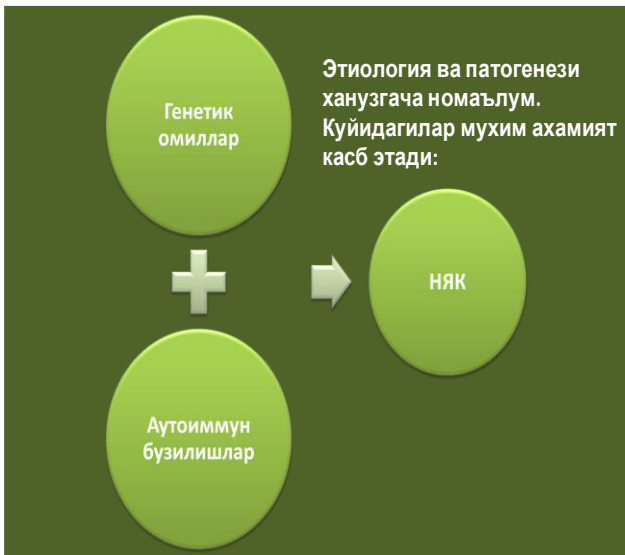 Генетик
омиллар
Этиология ва патогенези
ханузгача номаълум.
Куйидагилар мухим ахамият
касб этади:
НЯК
Аутоиммун
бузилишлар